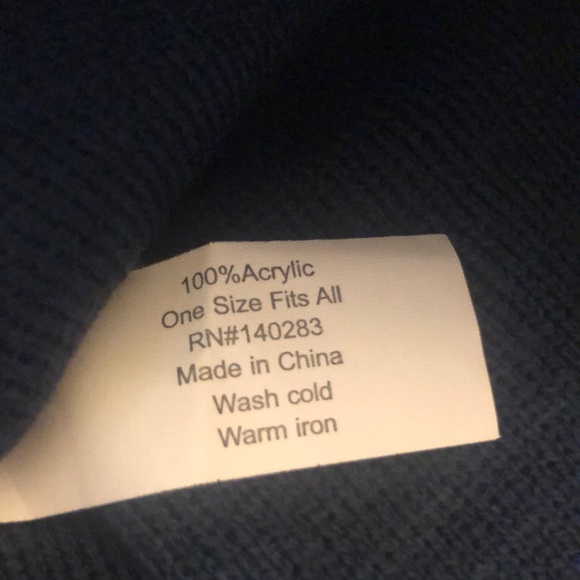 100%Acrylic
One Size Fits All
RN#140283
Made in China
Wash cold
Warm iron